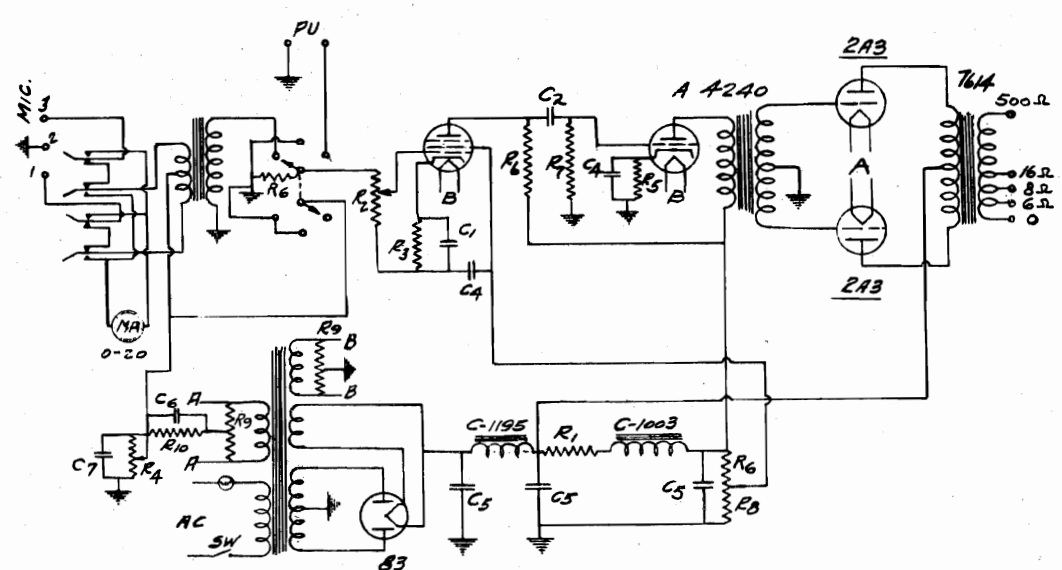 PU
MIC.
3
2
1
R6
R2
B
R3
C1
C4
C2
R6
R7
C4
R5
B
A 4240
2A3
A
2A3
7614
500Ω
16Ω
8Ω
6Ω
0
MA
0-20
R9
B
B
A
C6
R9
R10
C7
R4
A
AC
SW
83
C-1195
R1
C-1003
C5
C5
C5
R6
R8